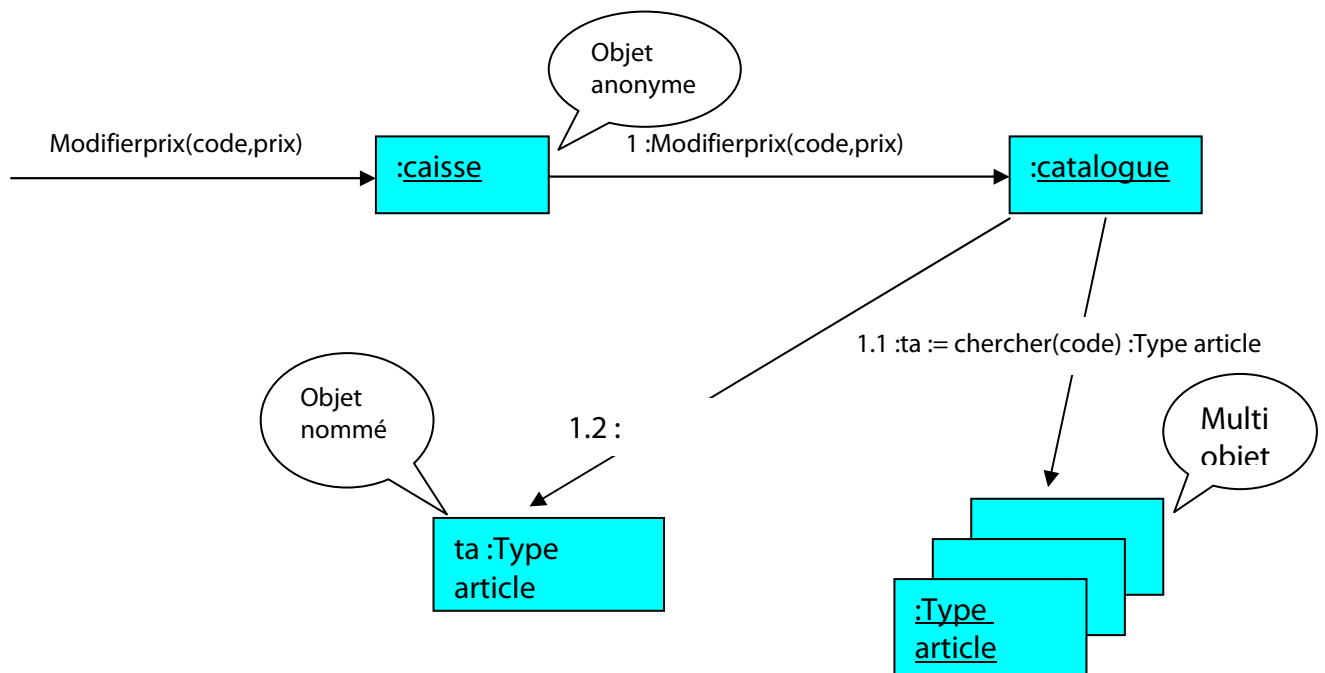 Objet
anonyme
Modifierprix(code,prix)
:caisse
1 :Modifierprix(code,prix)
:catalogue
1.1 :ta := chercher(code) :Type article
Objet
nommé
1.2 :
Multi
objet
ta :Type
article
:Type
article